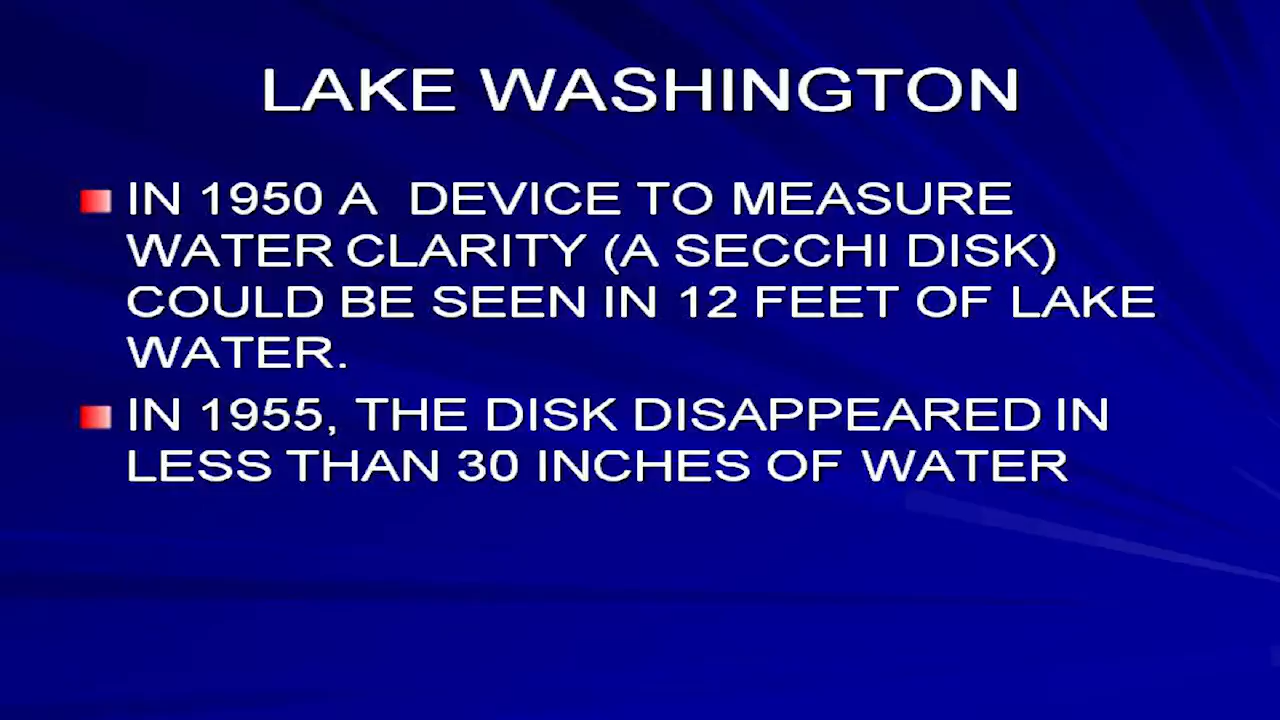 LAKE WASHINGTON
IN 1950 A DEVICE TO MEASURE
WATER CLARITY (A SECCHI DISK)
COULD BE SEEN IN 12 FEET OF LAKE
WATER.
IN 1955, THE DISK DISAPPEARED IN
LESS THAN 30 INCHES OF WATER